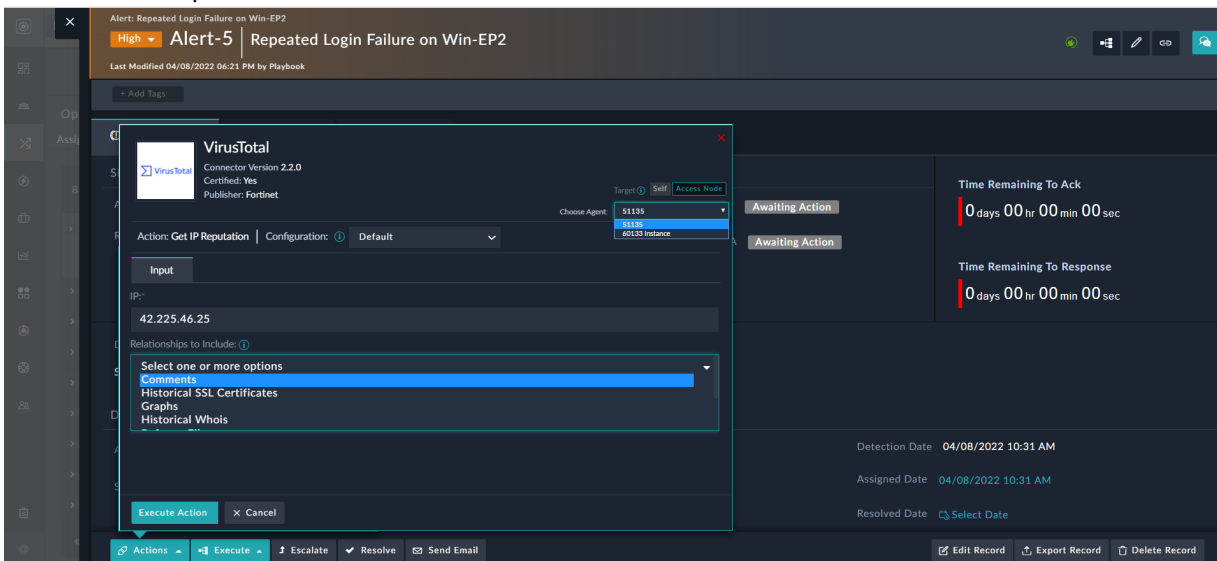 Alert: Repeated Login Failure on Win-EP2
High Alert-5 Repeated Login Failure on Win-EP2
Last Modified 04/08/2022 06:21 PM by Playbook
+ Add Tags
Op
Assi
VirusTotal
VirusTotal
Connector Version 2.2.0
Certified: Yes
Publisher: Fortinet
Target Self Access Node
Choose Agent: 51135
51135
60133 Instance
Action: Get IP Reputation Configuration: Default
Input
IP:*
42.225.46.25
Relationships to Include:
Select one or more options
Comments
Historical SSL Certificates
Graphs
Historical Whois
Execute Action X Cancel
Awaiting Action
A Awaiting Action
Time Remaining To Ack
0 days 00 hr 00 min 00 sec
Time Remaining To Response
0 days 00 hr 00 min 00 sec
Detection Date 04/08/2022 10:31 AM
Assigned Date 04/08/2022 10:31 AM
Resolved Date Select Date
Actions Execute Escalate Resolve Send Email
Edit Record Export Record Delete Record